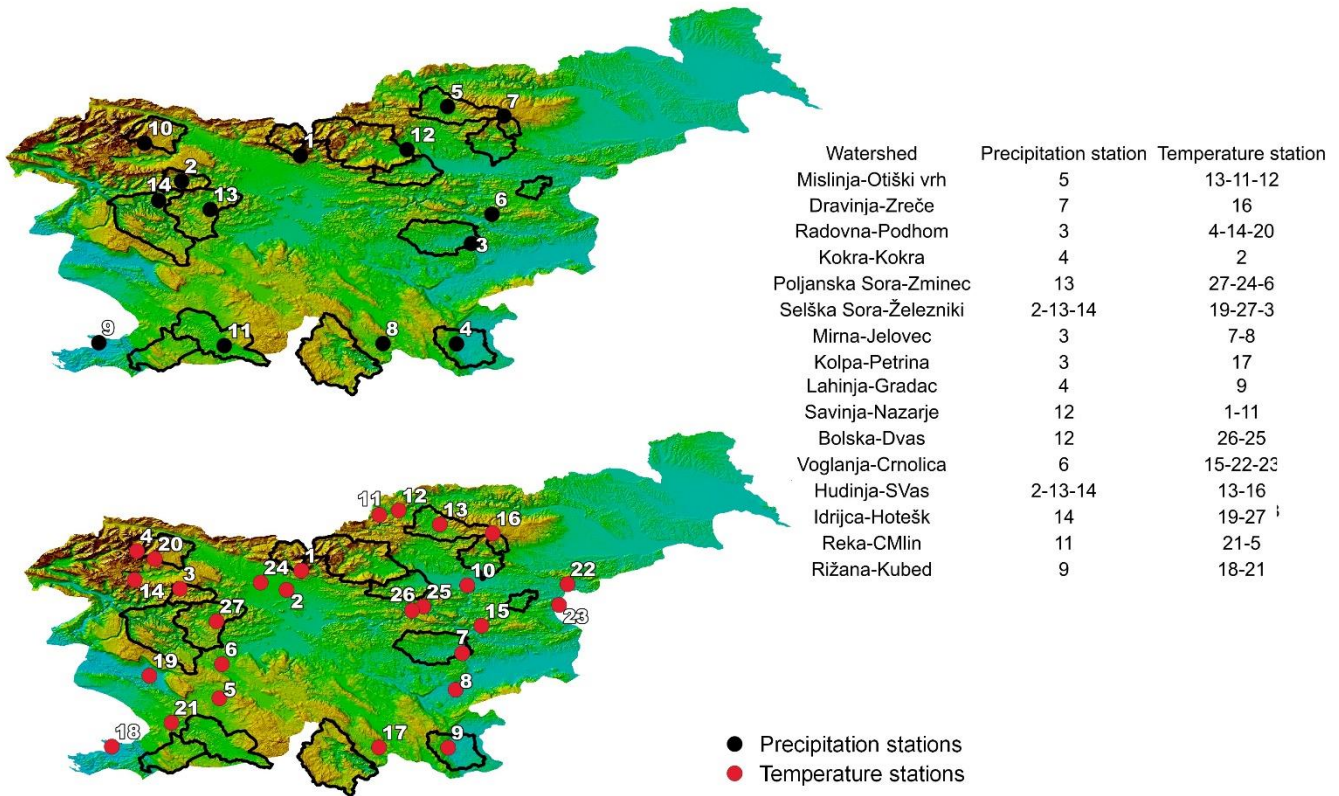 5
7
10
1
12
2
14
13
6
3
9
11
8
4
Watershed Precipitation station Temperature station
Mislinja-Otiški vrh 5 13-11-12
Dravinja-Zreče 7 16
Radovna-Podhom 3 4-14-20
Kokra-Kokra 4 2
Poljanska Sora-Zminec 13 27-24-6
Selška Sora-Železniki 2-13-14 19-27-3
Mirna-Jelovec 3 7-8
Kolpa-Petrina 3 17
Lahinja-Gradac 4 9
Savinja-Nazarje 12 1-11
Bolska-Dvas 12 26-25
Voglanja-Crnolica 6 15-22-23
Hudinja-SVas 2-13-14 13-16
Idrijca-Hotešk 14 19-27
Reka-CMlin 11 21-5
Rižana-Kubed 9 18-21
11
12
13
16
4
20
1
24
3
14
2
10
22
26
25
23
27
15
7
6
19
8
5
21
18
17
9
Precipitation stations
Temperature stations